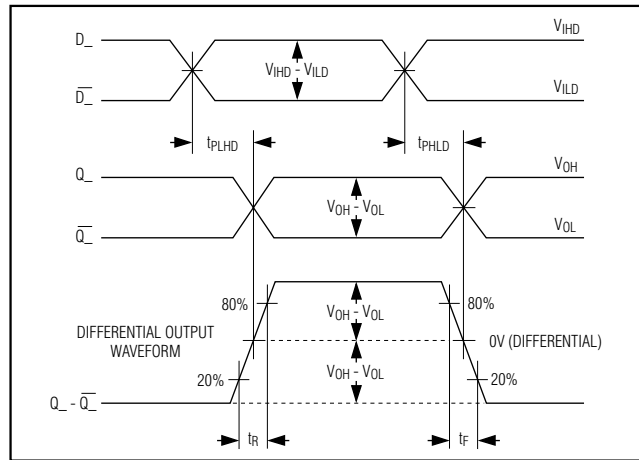 D_
V_IHD
V_IHD - V_ILD
D̅_̅
V_ILD
t_PLHD
t_PHLD
Q_
V_OH
V_OH - V_OL
Q̅_̅
V_OL
80%
80%
V_OH - V_OL
DIFFERENTIAL OUTPUT
WAVEFORM
0V (DIFFERENTIAL)
V_OH - V_OL
20%
20%
Q_ - Q̅_̅
t_R
t_F